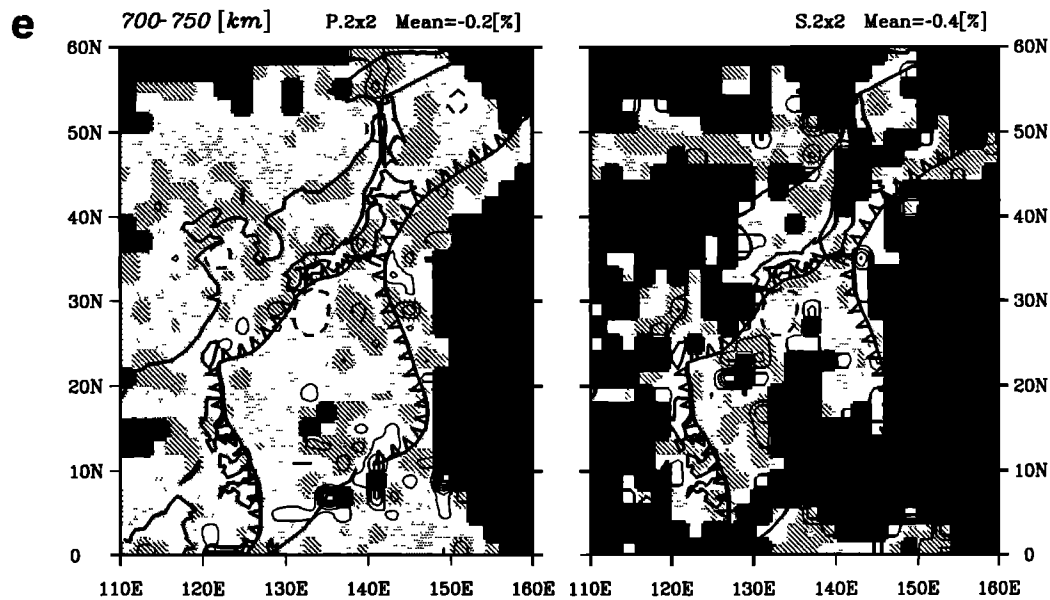 e
700-750 [km] P.2x2 Mean=-0.2[%] S.2x2 Mean=-0.4[%]
60N 60N
50N 50N
40N 40N
30N 30N
20N 20N
10N 10N
0 0
110E 120E 130E 140E 150E 160E 110E 120E 130E 140E 150E 160E